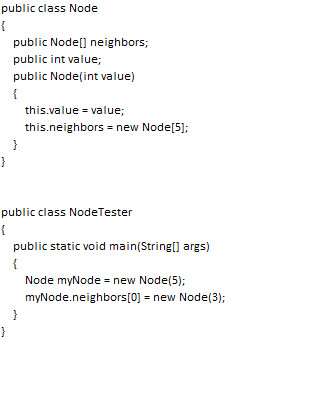 public class Node
{
public Node[] neighbors;
public int value;
public Node(int value)
{
this.value = value;
this.neighbors = new Node[5];
}
}
public class NodeTester
{
public static void main(String[] args)
{
Node myNode = new Node(5);
myNode.neighbors[0] = new Node(3);
}
}